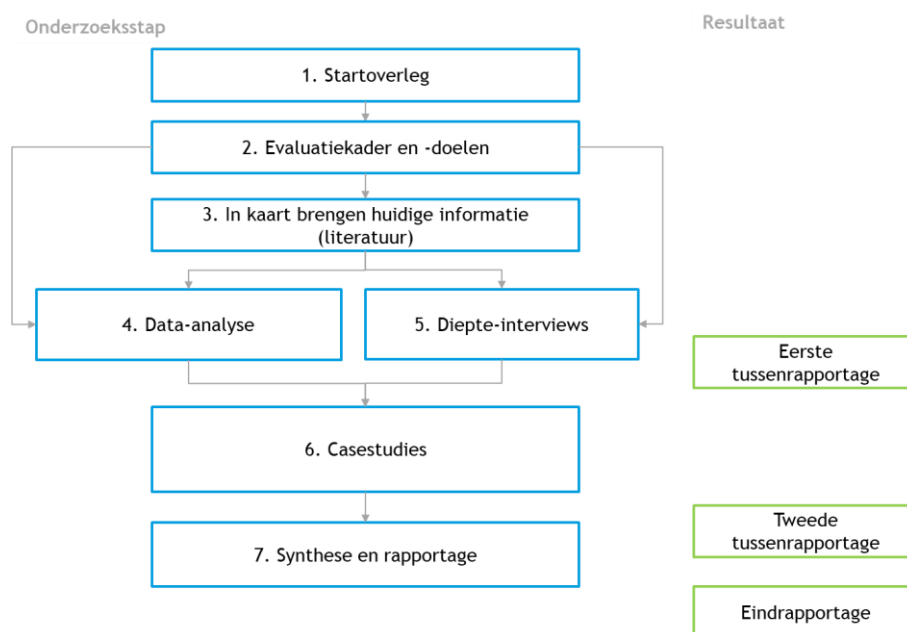 Onderzoeksstap
Resultaat
1. Startoverleg
2. Evaluatiekader en -doelen
3. In kaart brengen huidige informatie
(literatuur)
4. Data-analyse
5. Diepte-interviews
Eerste
tussenrapportage
6. Casestudies
Tweede
tussenrapportage
7. Synthese en rapportage
Eindrapportage